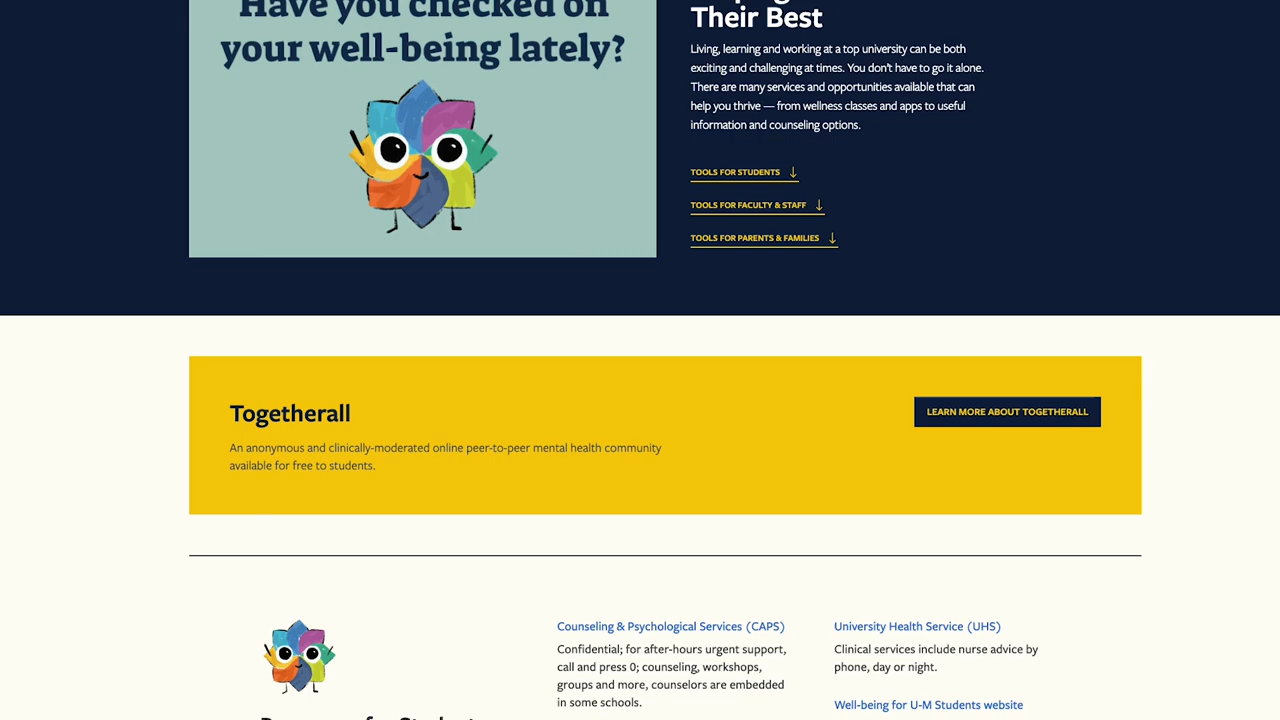 Have you checked on
your well-being lately?
Their Best
Living, learning and working at a top university can be both
exciting and challenging at times. You don't have to go it alone.
There are many services and opportunities available that can
help you thrive — from wellness classes and apps to useful
information and counseling options.
TOOLS FOR STUDENTS
TOOLS FOR FACULTY & STAFF
TOOLS FOR PARENTS & FAMILIES
Togetherall
LEARN MORE ABOUT TOGETHERALL
An anonymous and clinically-moderated online peer-to-peer mental health community
available for free to students.
Counseling & Psychological Services (CAPS)
Confidential; for after-hours urgent support,
call and press 0; counseling, workshops,
groups and more, counselors are embedded
in some schools.
University Health Service (UHS)
Clinical services include nurse advice by
phone, day or night.
Well-being for U-M Students website